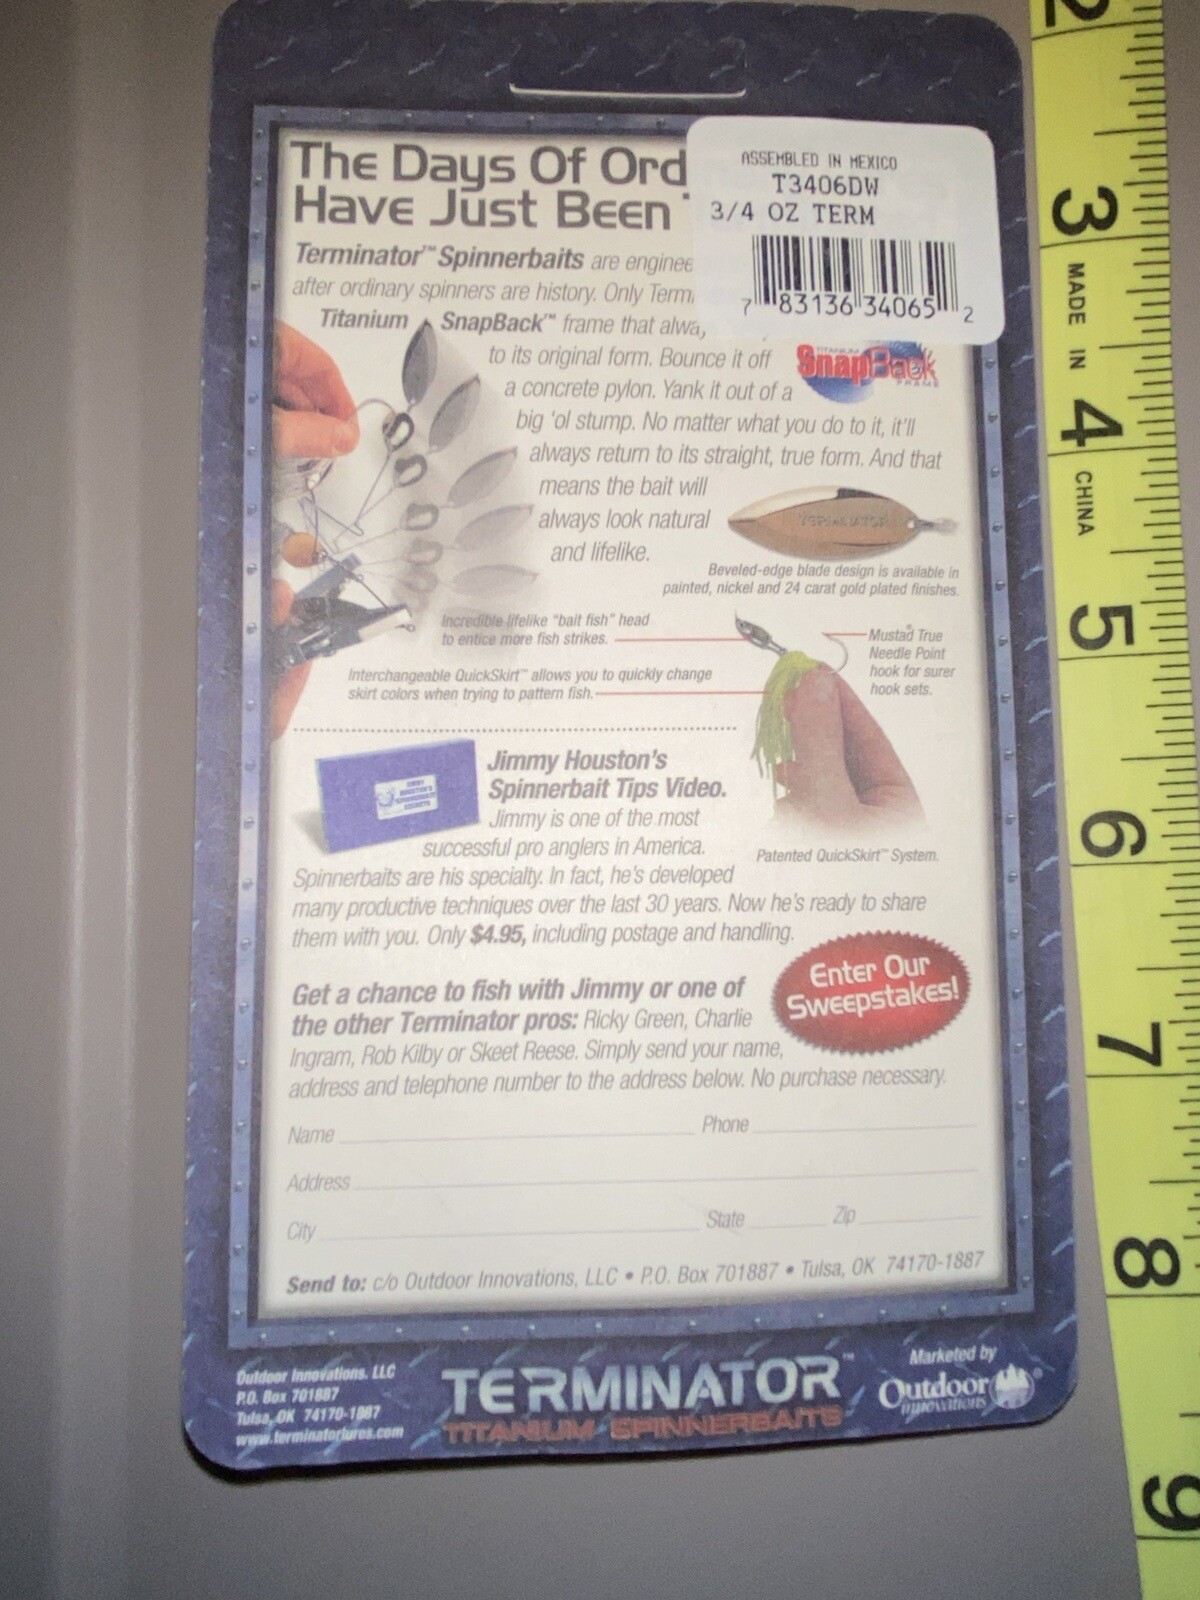 The Days Of Ord
Have Just Been
ASSEMBLED IN MEXICO
T3406DW
3/4 OZ TERM
7 83136 34065 2
Terminator™ Spinnerbaits are enginee
after ordinary spinners are history. Only Term
Titanium SnapBack™ frame that alway
to its original form. Bounce it off
a concrete pylon. Yank it out of a
big 'ol stump. No matter what you do to it, it'll
always return to its straight, true form. And that
means the bait will
always look natural
and lifelike.
TITANIUM
SnapBack
FRAME
TERMINATOR
Beveled-edge blade design is available in
painted, nickel and 24 carat gold plated finishes.
Incredible lifelike "bait fish" head
to entice more fish strikes.
Mustad® True
Needle Point
hook for surer
hook sets.
Interchangeable QuickSkirt™ allows you to quickly change
skirt colors when trying to pattern fish.
Patented QuickSkirt™ System.
JIMMY
HOUSTON'S
SPINNERBAIT
SECRETS
Jimmy Houston's
Spinnerbait Tips Video.
Jimmy is one of the most
successful pro anglers in America.
Spinnerbaits are his specialty. In fact, he's developed
many productive techniques over the last 30 years. Now he's ready to share
them with you. Only $4.95, including postage and handling.
Enter Our
Sweepstakes!
Get a chance to fish with Jimmy or one of
the other Terminator pros: Ricky Green, Charlie
Ingram, Rob Kilby or Skeet Reese. Simply send your name,
address and telephone number to the address below. No purchase necessary.
Name Phone
Address
City State Zip
Send to: c/o Outdoor Innovations, LLC • P.O. Box 701887 • Tulsa, OK 74170-1887
Outdoor Innovations, LLC
P.O. Box 701887
Tulsa, OK 74170-1887
www.terminatorlures.com
TERMINATOR™
TITANIUM SPINNERBAITS
Marketed by
Outdoor
Innovations®
2
3
MADE IN
4
CHINA
5
6
7
8
9